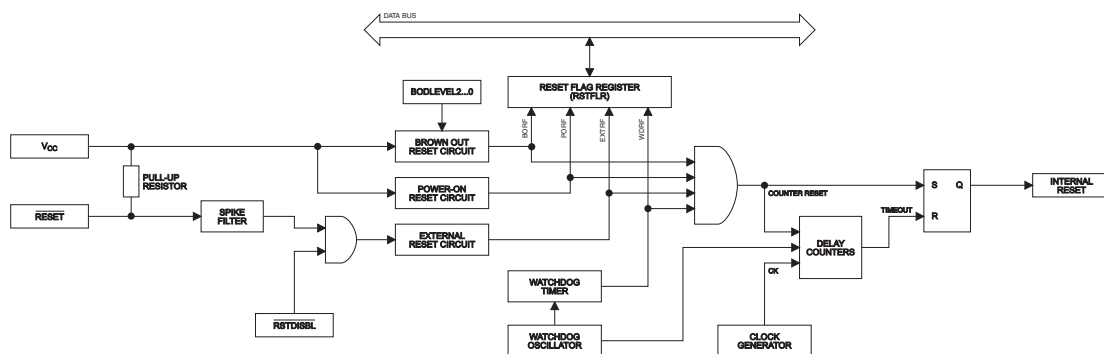 DATA BUS
RESET FLAG REGISTER
(RSTFLR)
BODLEVEL2...0
BORF
PORF
EXTRF
WDRF
VCC
BROWN OUT
RESET CIRCUIT
PULL-UP
RESISTOR
POWER-ON
RESET CIRCUIT
S
Q
INTERNAL
RESET
COUNTER RESET
RESET
SPIKE
FILTER
TIMEOUT
R
EXTERNAL
RESET CIRCUIT
DELAY
COUNTERS
CK
WATCHDOG
TIMER
RSTDISBL
WATCHDOG
OSCILLATOR
CLOCK
GENERATOR